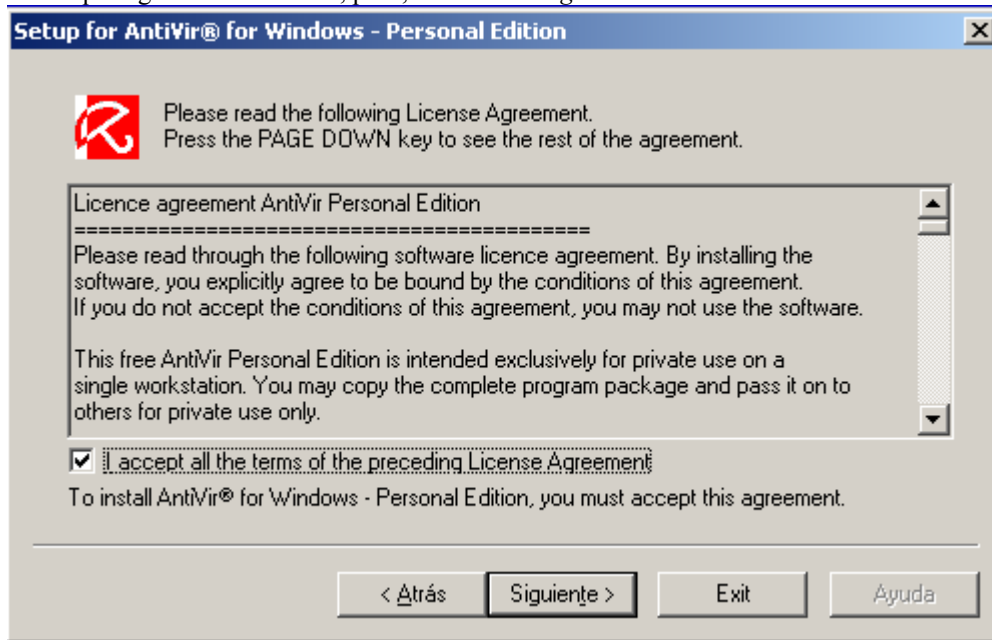 Setup for AntiVir® for Windows - Personal Edition
Please read the following License Agreement.
Press the PAGE DOWN key to see the rest of the agreement.
Licence agreement AntiVir Personal Edition
===========================================
Please read through the following software licence agreement. By installing the
software, you explicitly agree to be bound by the conditions of this agreement.
If you do not accept the conditions of this agreement, you may not use the software.
This free AntiVir Personal Edition is intended exclusively for private use on a
single workstation. You may copy the complete program package and pass it on to
others for private use only.
I accept all the terms of the preceding License Agreement
To install AntiVir® for Windows - Personal Edition, you must accept this agreement.
< Atrás
Siguiente >
Exit
Ayuda